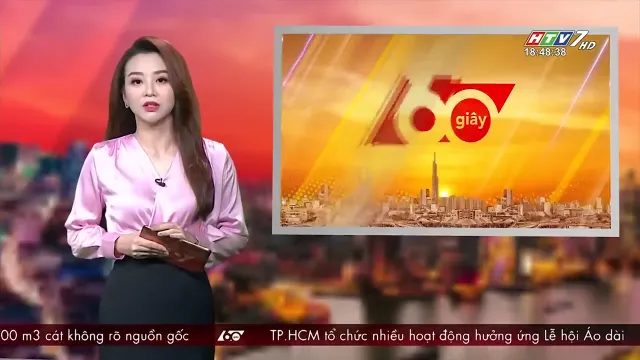 HTV7 HD
18:48:38
60 giây
00 m3 cát không rõ nguồn gốc
60
TP.HCM tổ chức nhiều hoạt động hưởng ứng Lễ hội Áo dài